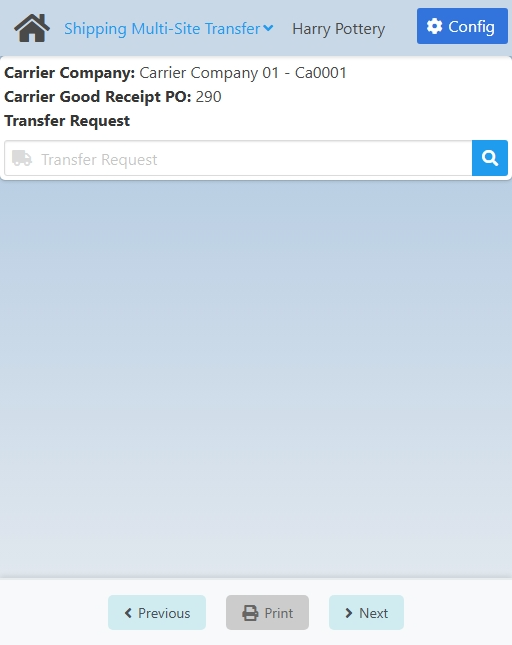 Shipping Multi-Site Transfer Harry Pottery Config
Carrier Company: Carrier Company 01 - Ca0001
Carrier Good Receipt PO: 290
Transfer Request
Transfer Request
Previous Print Next